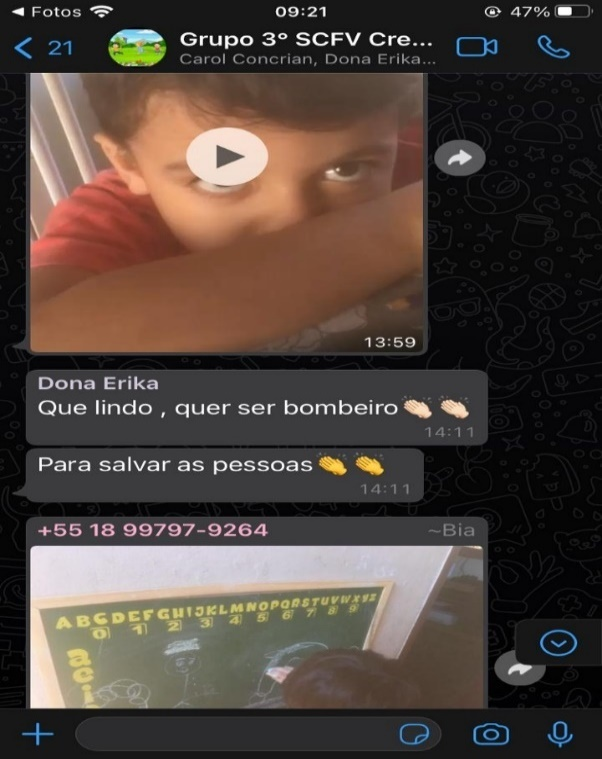 Fotos 09:21 47%
21 Grupo 3º SCFV Cre...
Carol Concrian, Dona Erika...
13:59
Dona Erika
Que lindo , quer ser bombeiro👏🏻👏🏻
14:11
Para salvar as pessoas👏👏
14:11
+55 18 99797-9264 ~Bia
ABCDEFGHIJKLMNOPQRSTUVWXYZ
0 1 2 3 4 5 6 7 8 9
a
c